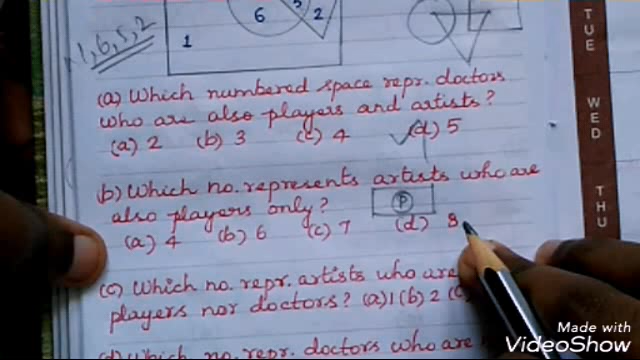 1,6,5,2
6
5
2
1
(a) Which numbered space repr. doctors
who are also players and artists?
(a) 2 (b) 3 (c) 4 (d) 5
(b) Which no. represents artists who are
also players only?
P
(a) 4 (b) 6 (c) 7 (d) 8
(c) Which no. repr. artists who are
players nor doctors? (a) 1 (b) 2 (c)
(d) Which no. repr. doctors who are
TUE
WED
THU
Made with
VideoShow